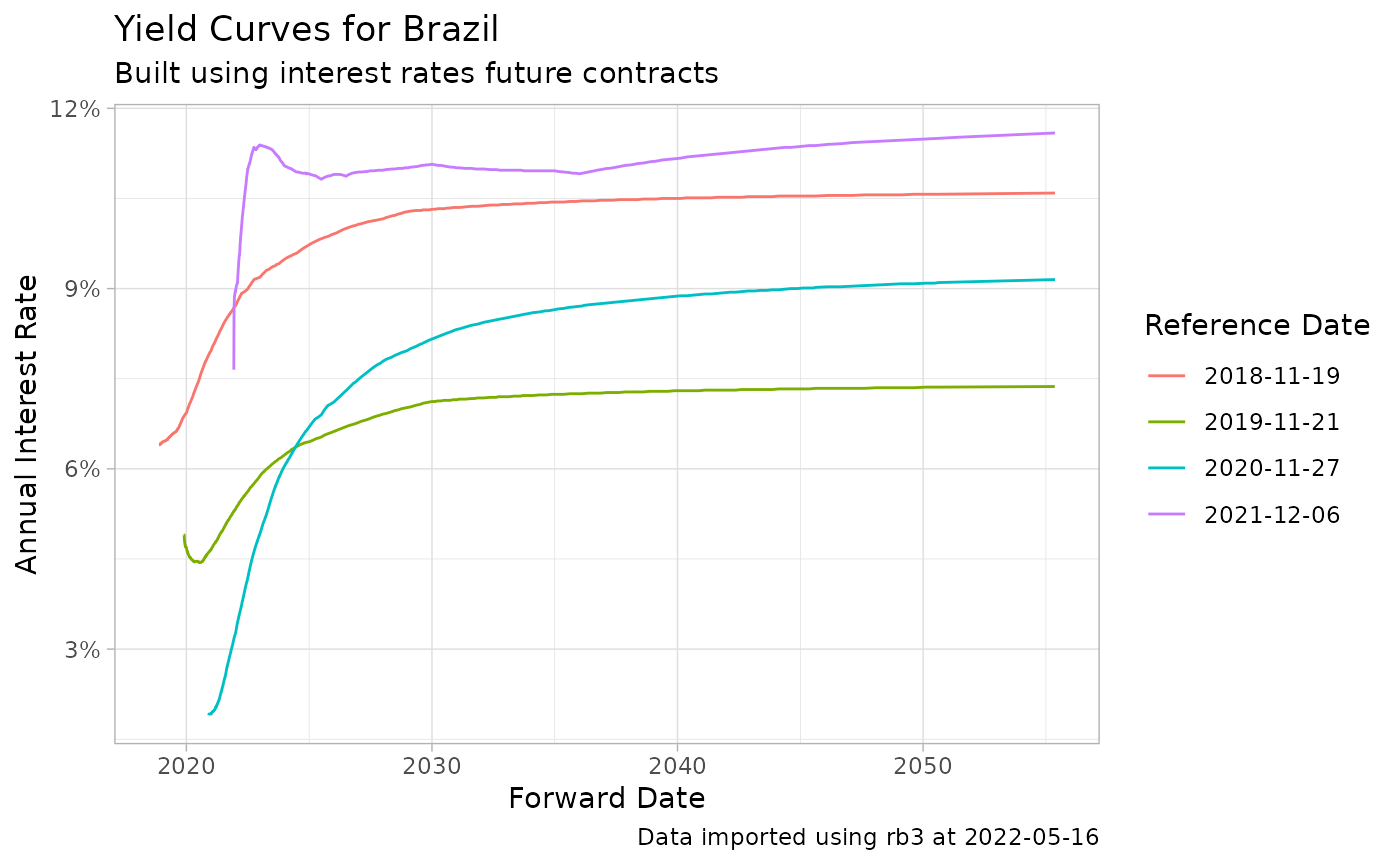 Yield Curves for Brazil
Built using interest rates future contracts
12%
9%
6%
3%
Annual Interest Rate
2020
2030
2040
2050
Forward Date
Reference Date
2018-11-19
2019-11-21
2020-11-27
2021-12-06
Data imported using rb3 at 2022-05-16